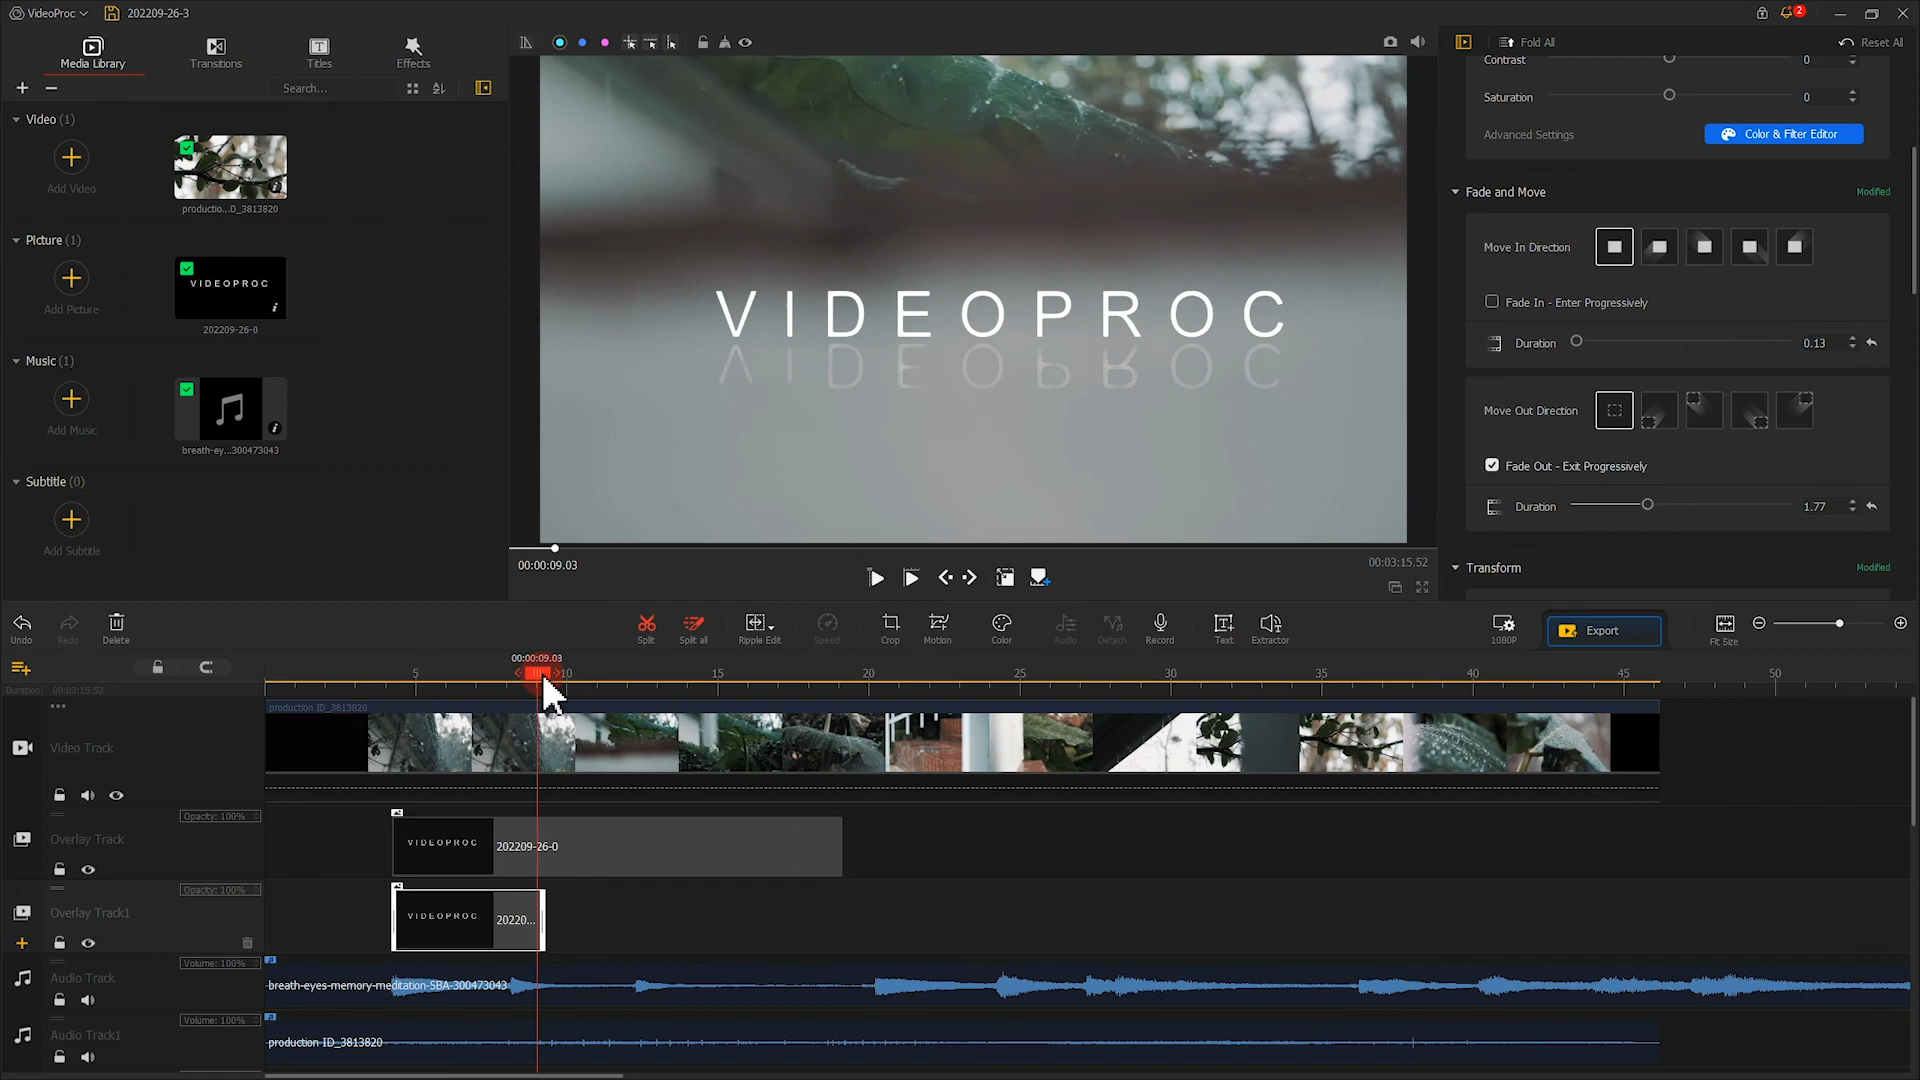 VideoProc
202209-26-3
2
Media Library
Transitions
Titles
Effects
Search...
Fold All
Reset All
Contrast
0
Saturation
0
Advanced Settings
Color & Filter Editor
Video (1)
Add Video
productio...D_3813820
Picture (1)
Add Picture
VIDEOPROC
202209-26-0
Music (1)
Add Music
breath-ey...300473043
Subtitle (0)
Add Subtitle
VIDEOPROC
VIDEOPROC
00:00:09.03
00:03:15.52
Fade and Move
Modified
Move In Direction
Fade In - Enter Progressively
Duration
0.13
Move Out Direction
Fade Out - Exit Progressively
Duration
1.77
Transform
Modified
Undo
Redo
Delete
Split
Split all
Ripple Edit
Speed
Crop
Motion
Color
Audio
Detach
Record
Text
Extractor
1080P
Export
Fit Size
00:00:09.03
5
10
15
20
25
30
35
40
45
50
Duration: 00:03:15.52
production ID_3813820
Video Track
Opacity: 100%
Overlay Track
VIDEOPROC
202209-26-0
Opacity: 100%
Overlay Track1
VIDEOPROC
20220...
Volume: 100%
Audio Track
breath-eyes-memory-meditation-SBA-300473043
Volume: 100%
Audio Track1
production ID_3813820